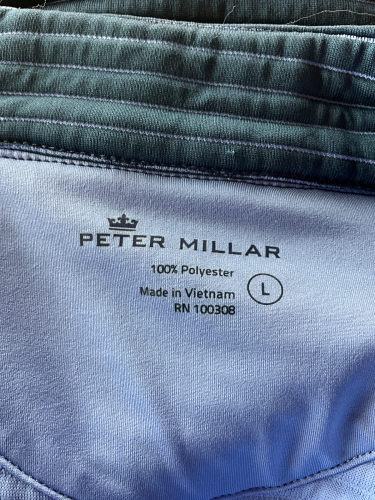 PETER MILLAR
100% Polyester
Made in Vietnam L
RN 100308